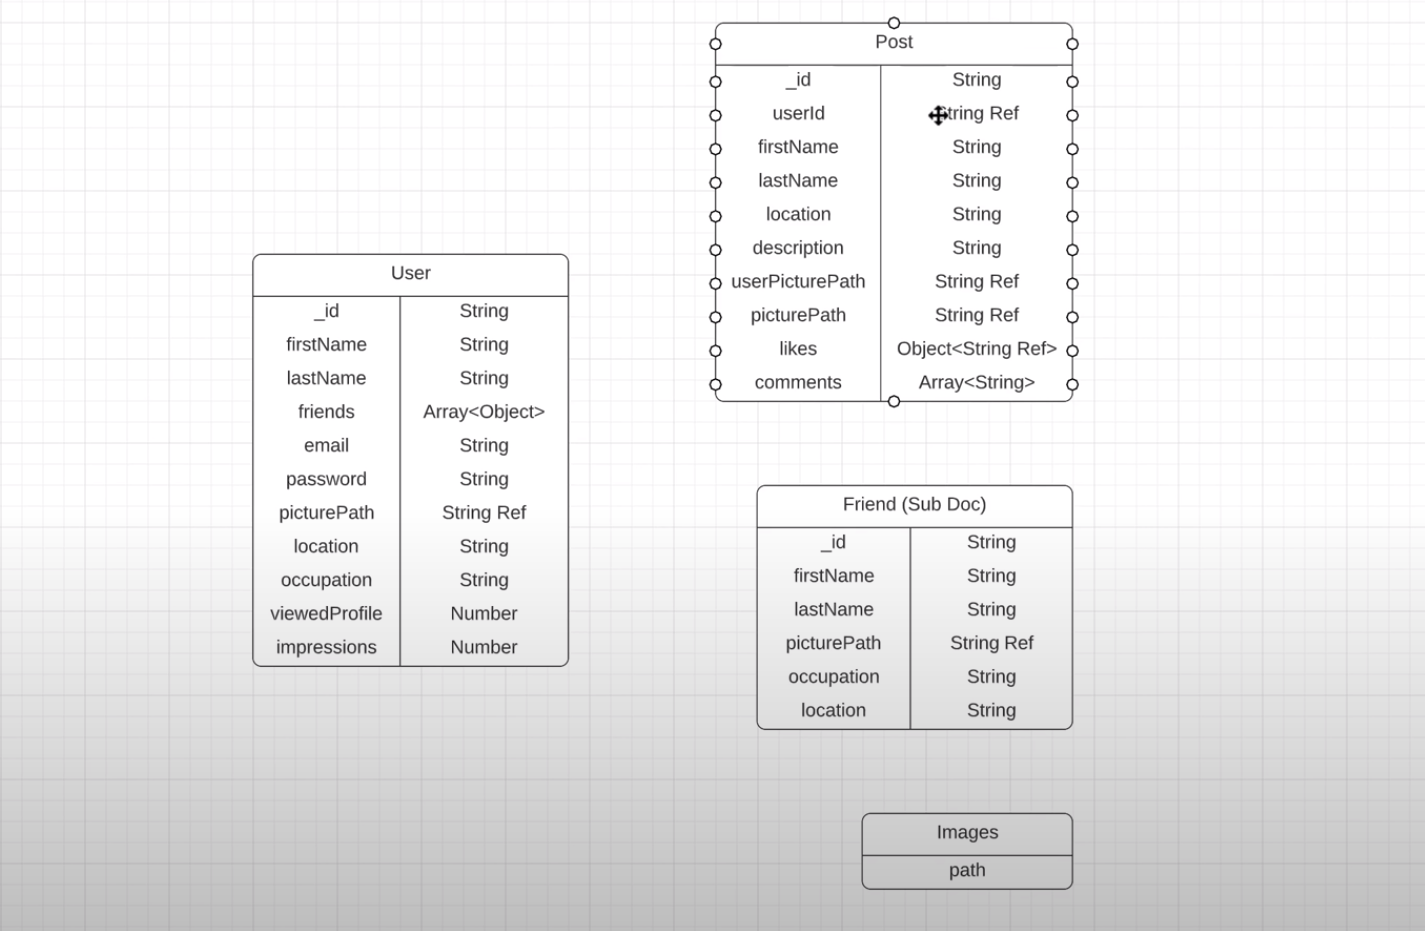 Post
_id String
userId String Ref
firstName String
lastName String
location String
description String
userPicturePath String Ref
picturePath String Ref
likes Object<String Ref>
comments Array<String>
User
_id String
firstName String
lastName String
friends Array<Object>
email String
password String
picturePath String Ref
location String
occupation String
viewedProfile Number
impressions Number
Friend (Sub Doc)
_id String
firstName String
lastName String
picturePath String Ref
occupation String
location String
Images
path